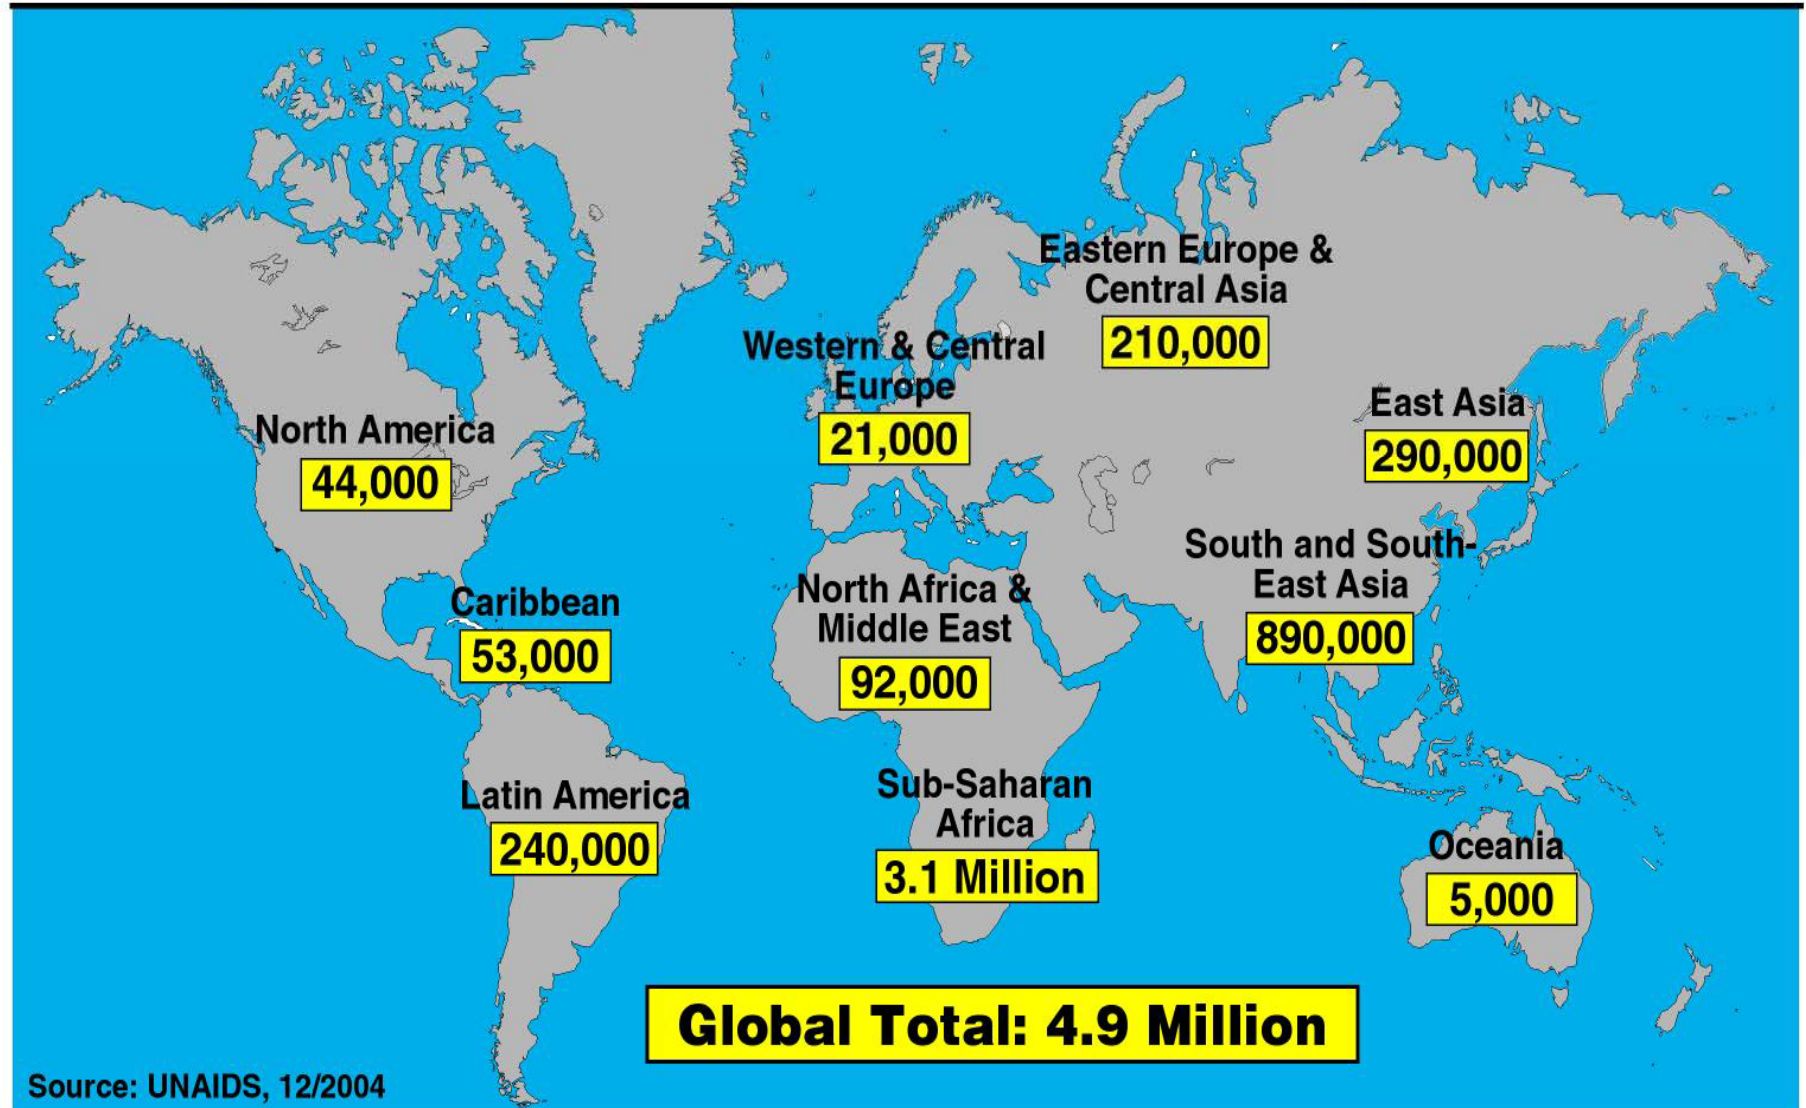 Eastern Europe &
Central Asia
210,000
Western & Central
Europe
21,000
East Asia
290,000
North America
44,000
South and South-
East Asia
890,000
Caribbean
53,000
North Africa &
Middle East
92,000
Latin America
240,000
Sub-Saharan
Africa
3.1 Million
Oceania
5,000
Global Total: 4.9 Million
Source: UNAIDS, 12/2004